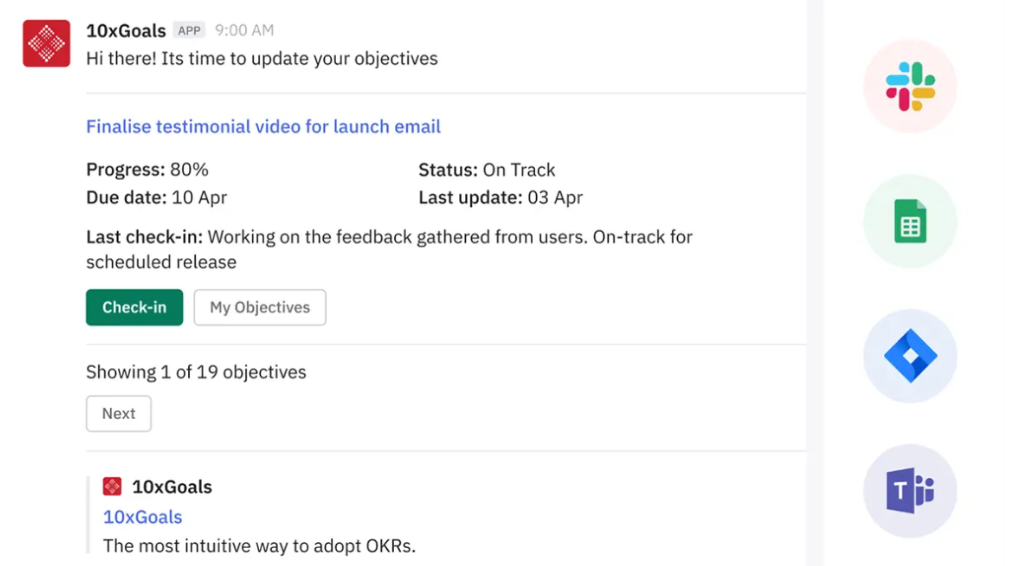 10xGoals APP 9:00 AM
Hi there! Its time to update your objectives
Finalise testimonial video for launch email
Progress: 80% Status: On Track
Due date: 10 Apr Last update: 03 Apr
Last check-in: Working on the feedback gathered from users. On-track for
scheduled release
Check-in My Objectives
Showing 1 of 19 objectives
Next
10xGoals
10xGoals
The most intuitive way to adopt OKRs.
T